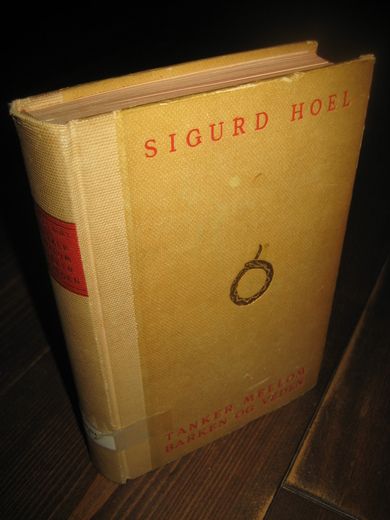 SIGURD HOEL
TANKER MELLOM
BARKEN OG VEDEN